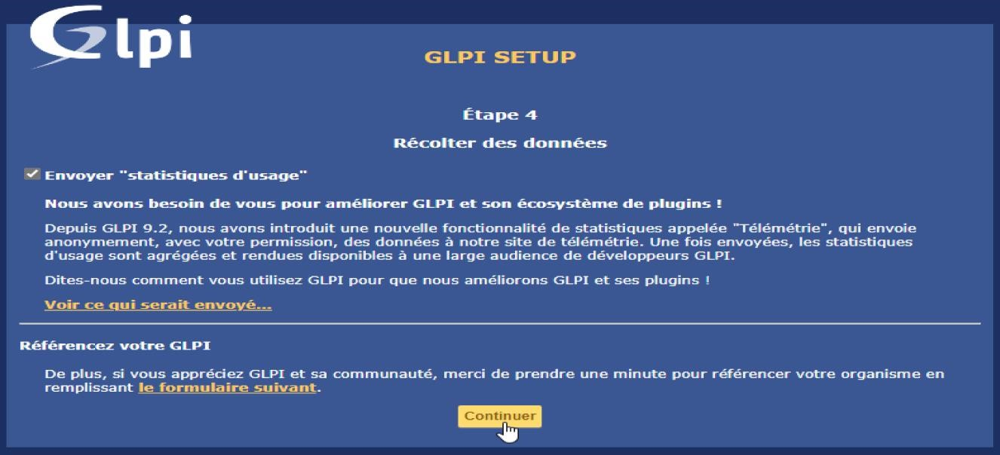 Glpi
GLPI SETUP
Étape 4
Récolter des données
Envoyer "statistiques d'usage"
Nous avons besoin de vous pour améliorer GLPI et son écosystème de plugins !
Depuis GLPI 9.2, nous avons introduit une nouvelle fonctionnalité de statistiques appelée "Télémétrie", qui envoie
anonymement, avec votre permission, des données à notre site de télémétrie. Une fois envoyées, les statistiques
d'usage sont agrégées et rendues disponibles à une large audience de développeurs GLPI.
Dites-nous comment vous utilisez GLPI pour que nous améliorons GLPI et ses plugins !
Voir ce qui serait envoyé...
Référencez votre GLPI
De plus, si vous appréciez GLPI et sa communauté, merci de prendre une minute pour référencer votre organisme en
remplissant le formulaire suivant.
Continuer